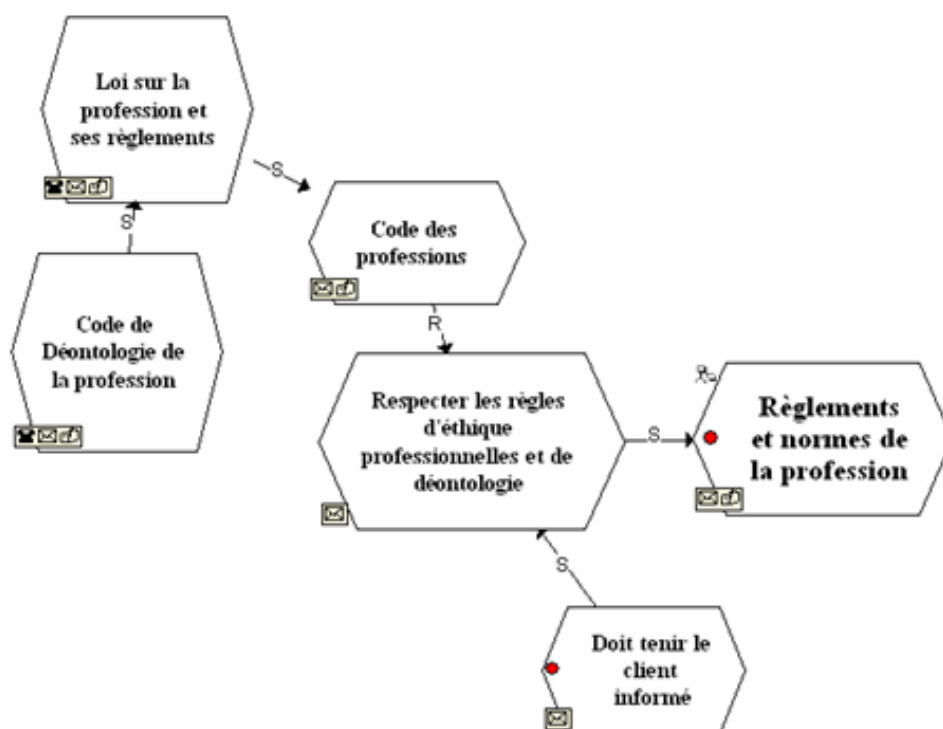 Loi sur la
profession et
ses règlements
S
S
Code des
professions
Code de
Déontologie de
la profession
R
Respecter les règles
d'éthique
professionnelles et de
déontologie
S
Règlements
et normes de
la profession
S
Doit tenir le
client
informé